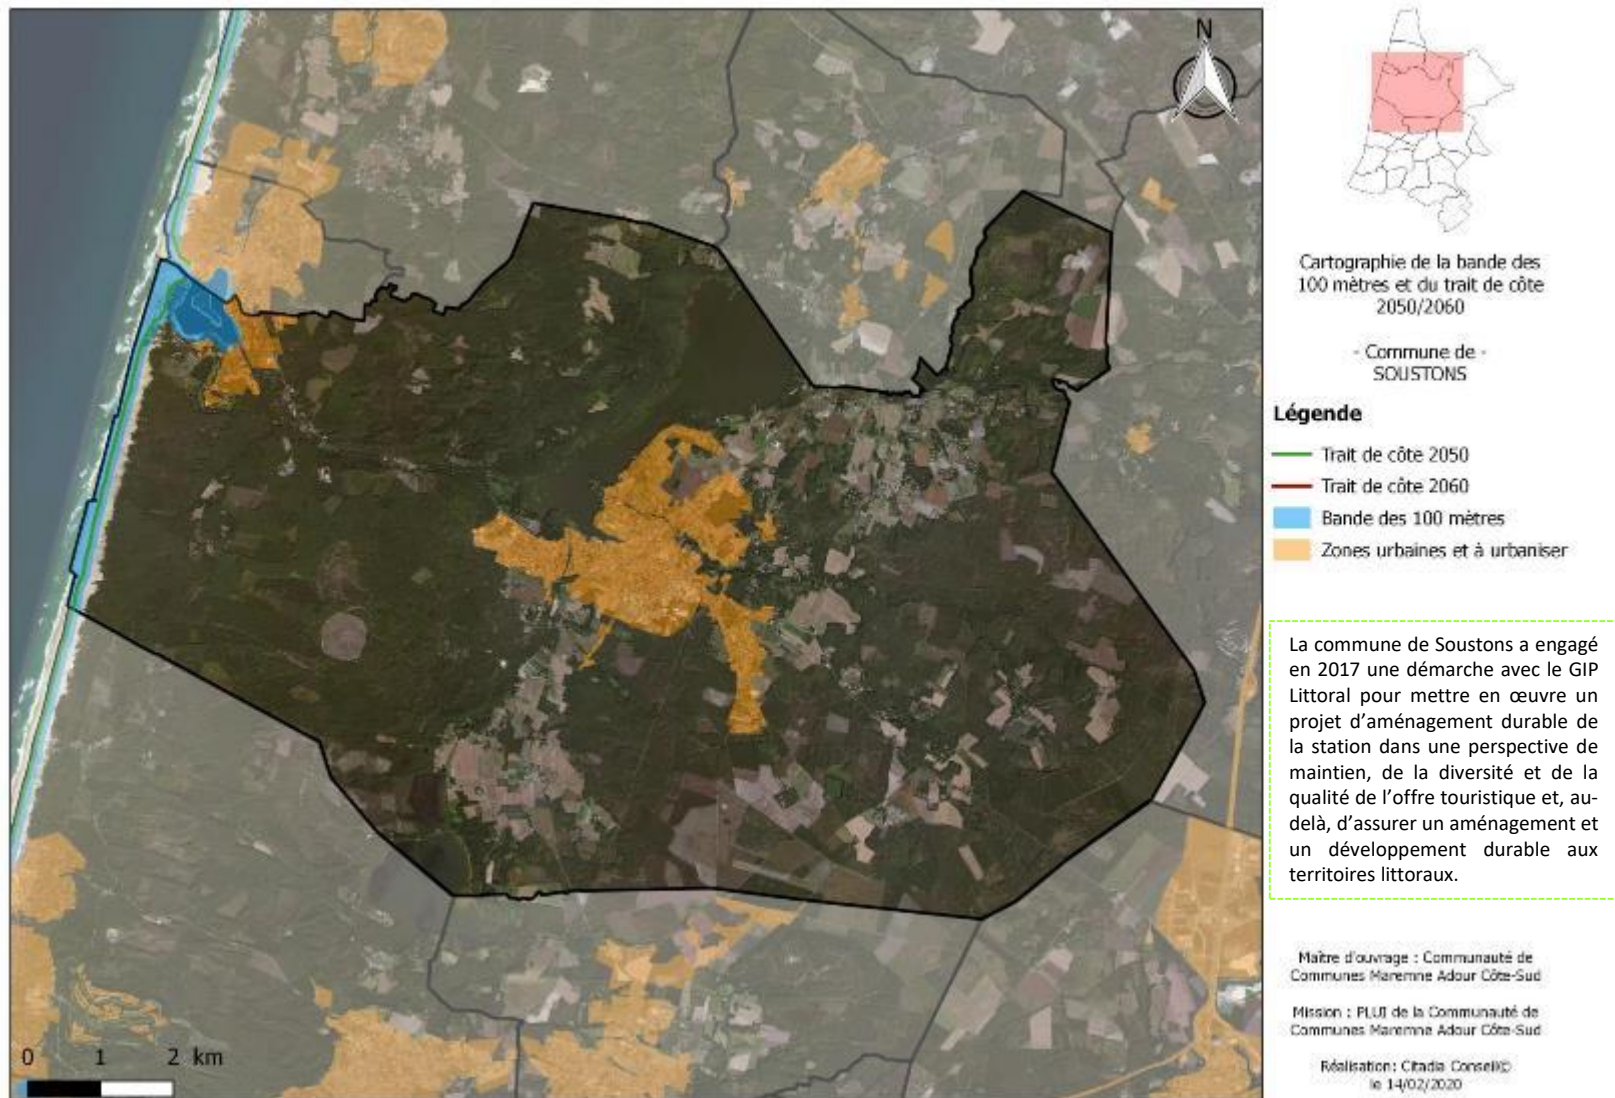 N
Cartographie de la bande des
100 mètres et du trait de côte
2050/2060
- Commune de -
SOUSTONS
Légende
Trait de côte 2050
Trait de côte 2060
Bande des 100 mètres
Zones urbaines et à urbaniser
La commune de Soustons a engagé
en 2017 une démarche avec le GIP
Littoral pour mettre en œuvre un
projet d’aménagement durable de
la station dans une perspective de
maintien, de la diversité et de la
qualité de l’offre touristique et, au-
delà, d’assurer un aménagement et
un développement durable aux
territoires littoraux.
Maître d'ouvrage : Communauté de
Communes Maremne Adour Côte-Sud
Mission : PLUI de la Communauté de
Communes Maremne Adour Côte-Sud
Réalisation: Citadia Conseil©
le 14/02/2020
0 1 2 km